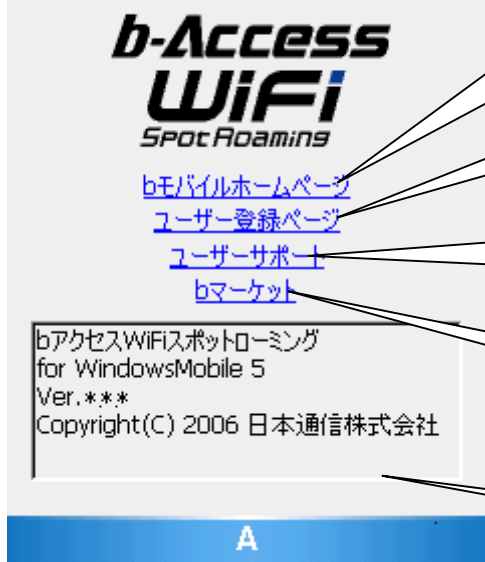 b-Access
WiFi
Spot Roaming
bモバイルホームページ
ユーザー登録ページ
ユーザーサポート
bマーケット
bアクセスWiFiスポットローミング
for WindowsMobile 5
Ver.***
Copyright(C) 2006 日本通信株式会社
A